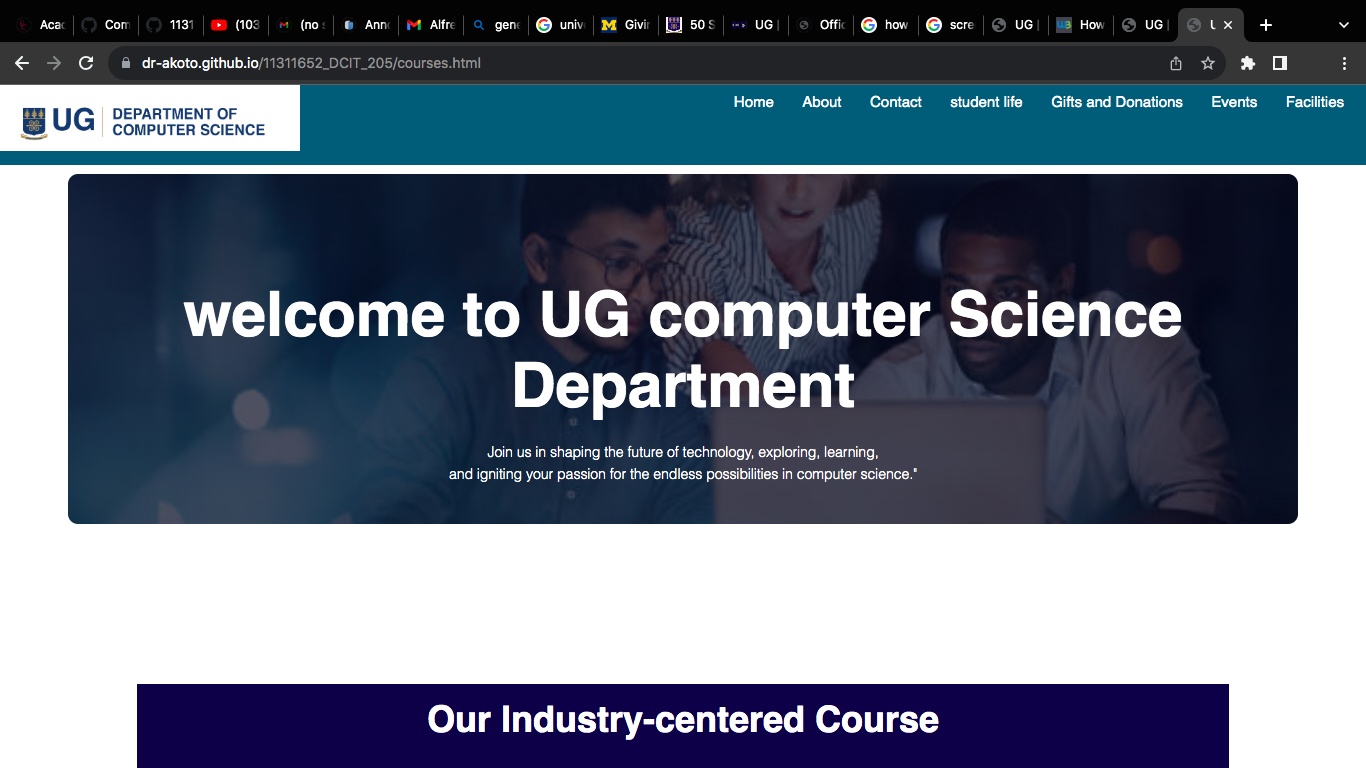 Acac
Com
1131
(103
(no s
Anno
Alfre
gene
univ
Givin
50 S
UG |
Offic
how
scre
UG |
How
UG |
U
dr-akoto.github.io/11311652_DCIT_205/courses.html
UG DEPARTMENT OF
COMPUTER SCIENCE
Home About Contact student life Gifts and Donations Events Facilities
welcome to UG computer Science
Department
Join us in shaping the future of technology, exploring, learning,
and igniting your passion for the endless possibilities in computer science."
Our Industry-centered Course